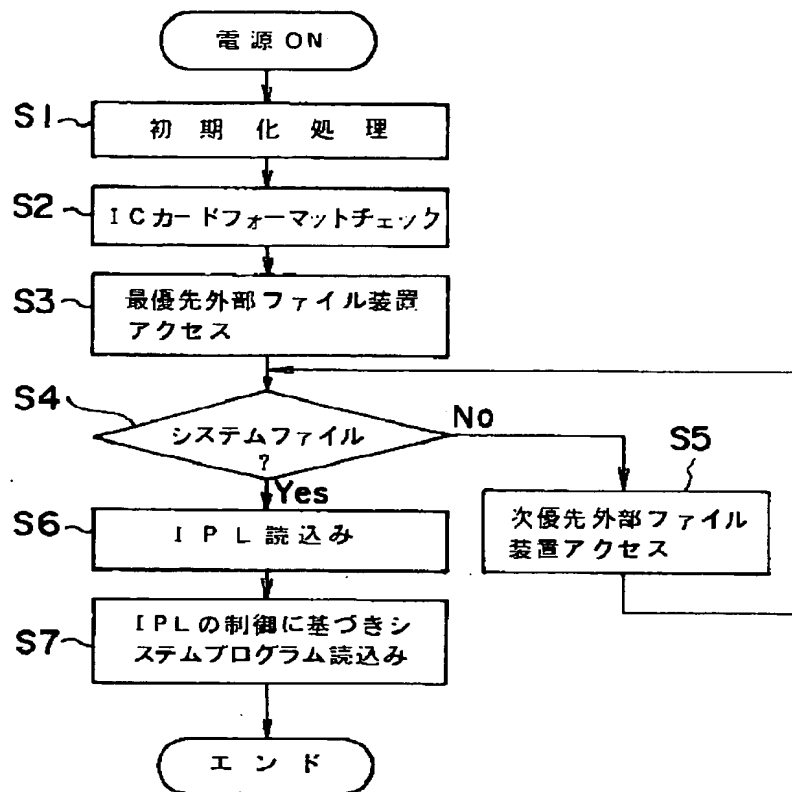 電源ON
S1
初期化処理
S2
ICカードフォーマットチェック
S3
最優先外部ファイル装置
アクセス
S4
システムファイル
?
No
Yes
S5
次優先外部ファイル
装置アクセス
S6
IPL読込み
S7
IPLの制御に基づきシ
ステムプログラム読込み
エンド